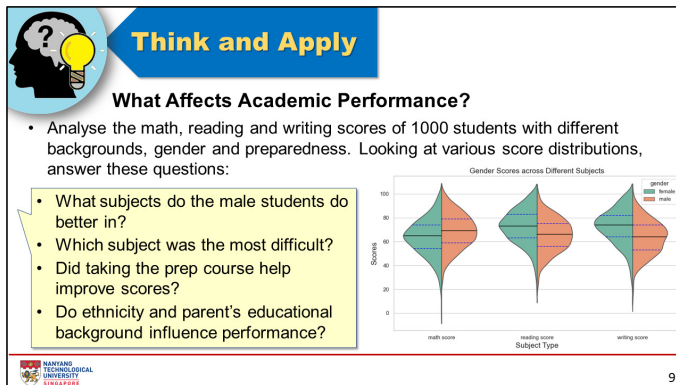 ?
Think and Apply
What Affects Academic Performance?
• Analyse the math, reading and writing scores of 1000 students with different
backgrounds, gender and preparedness. Looking at various score distributions,
answer these questions:
• What subjects do the male students do
better in?
• Which subject was the most difficult?
• Did taking the prep course help
improve scores?
• Do ethnicity and parent's educational
background influence performance?
Gender Scores across Different Subjects
gender
female
male
Scores
100
80
60
40
20
0
math score
reading score
writing score
Subject Type
NANYANG
TECHNOLOGICAL
UNIVERSITY
SINGAPORE
9